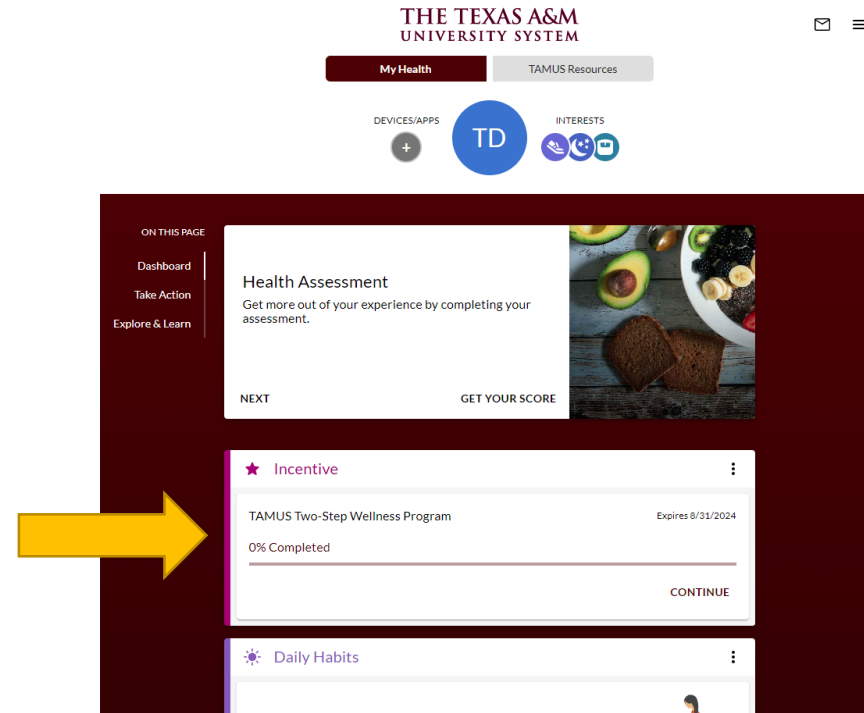 THE TEXAS A&M
UNIVERSITY SYSTEM
My Health
TAMUS Resources
DEVICES/APPS
+
TD
INTERESTS
ON THIS PAGE
Dashboard
Take Action
Explore & Learn
Health Assessment
Get more out of your experience by completing your
assessment.
NEXT
GET YOUR SCORE
Incentive
TAMUS Two-Step Wellness Program
Expires 8/31/2024
0% Completed
CONTINUE
Daily Habits